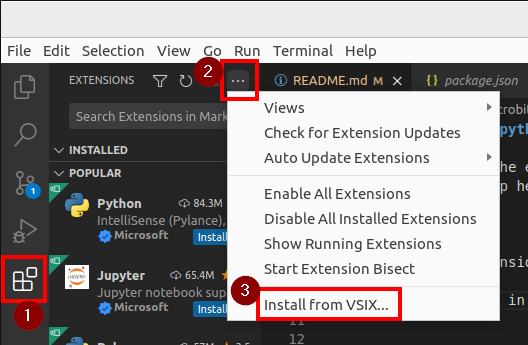 File Edit Selection View Go Run Terminal Help
EXTENSIONS
2
...
README.md M
package.json
Search Extensions in Mark
INSTALLED
POPULAR
Python 84.3M
IntelliSense (Pylance),
Microsoft Install
Jupyter 65.4M
Jupyter notebook sup
Microsoft Install
1
1
Views
Check for Extension Updates
Auto Update Extensions
Enable All Extensions
Disable All Installed Extensions
Show Running Extensions
Start Extension Bisect
3
Install from VSIX...
in
11
12